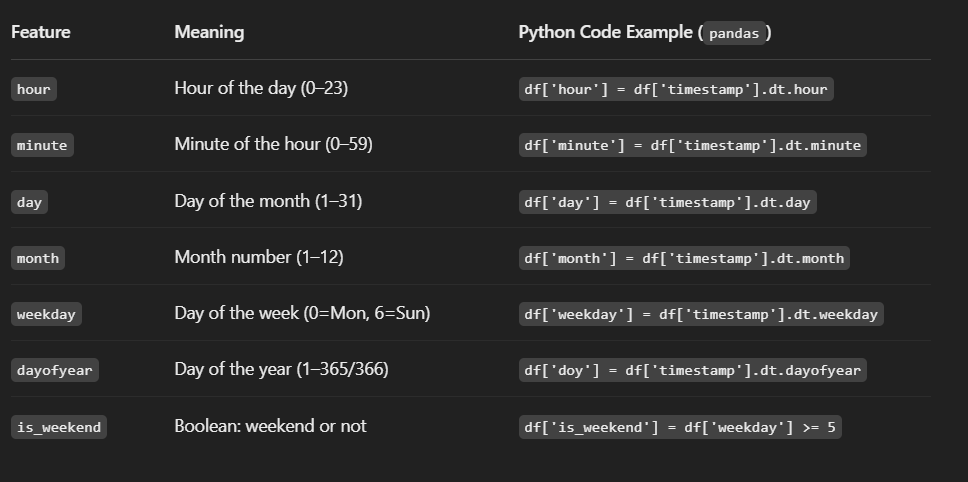 Feature Meaning Python Code Example (pandas)
hour Hour of the day (0–23) df['hour'] = df['timestamp'].dt.hour
minute Minute of the hour (0–59) df['minute'] = df['timestamp'].dt.minute
day Day of the month (1–31) df['day'] = df['timestamp'].dt.day
month Month number (1–12) df['month'] = df['timestamp'].dt.month
weekday Day of the week (0=Mon, 6=Sun) df['weekday'] = df['timestamp'].dt.weekday
dayofyear Day of the year (1–365/366) df['doy'] = df['timestamp'].dt.dayofyear
is_weekend Boolean: weekend or not df['is_weekend'] = df['weekday'] >= 5